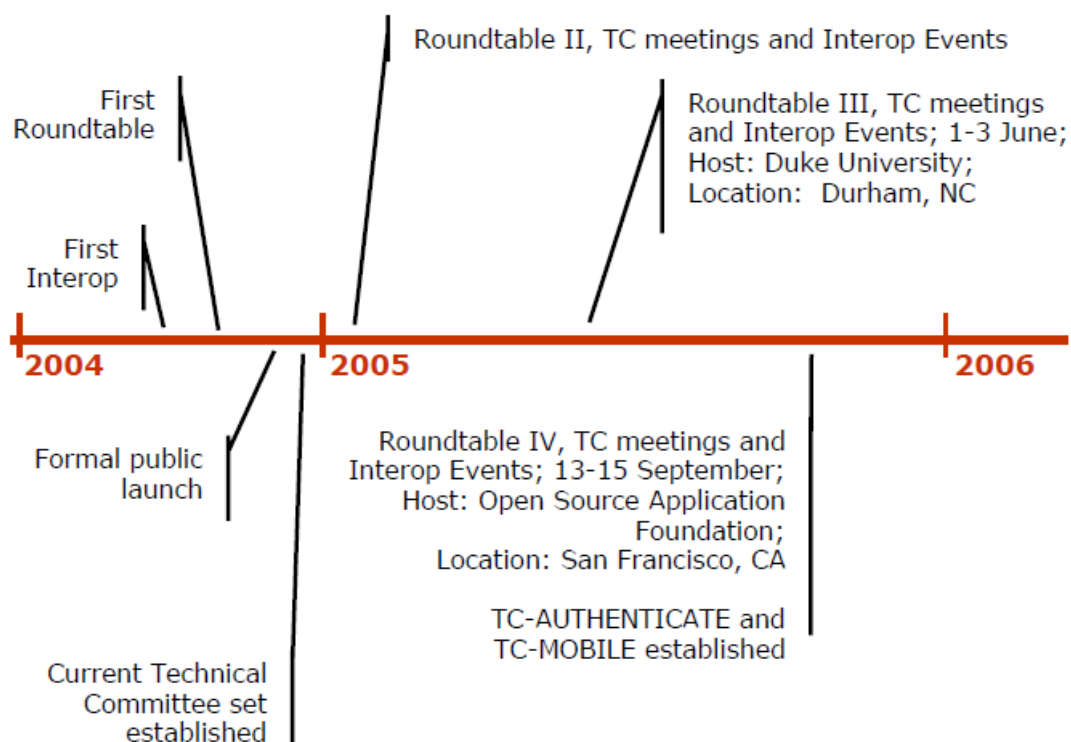 Roundtable II, TC meetings and Interop Events
First
Roundtable
Roundtable III, TC meetings
and Interop Events; 1-3 June;
Host: Duke University;
Location:  Durham, NC
First
Interop
2004
2005
2006
Formal public
launch
Roundtable IV, TC meetings and
Interop Events; 13-15 September;
Host: Open Source Application
Foundation;
Location: San Francisco, CA
TC-AUTHENTICATE and
TC-MOBILE established
Current Technical
Committee set
established